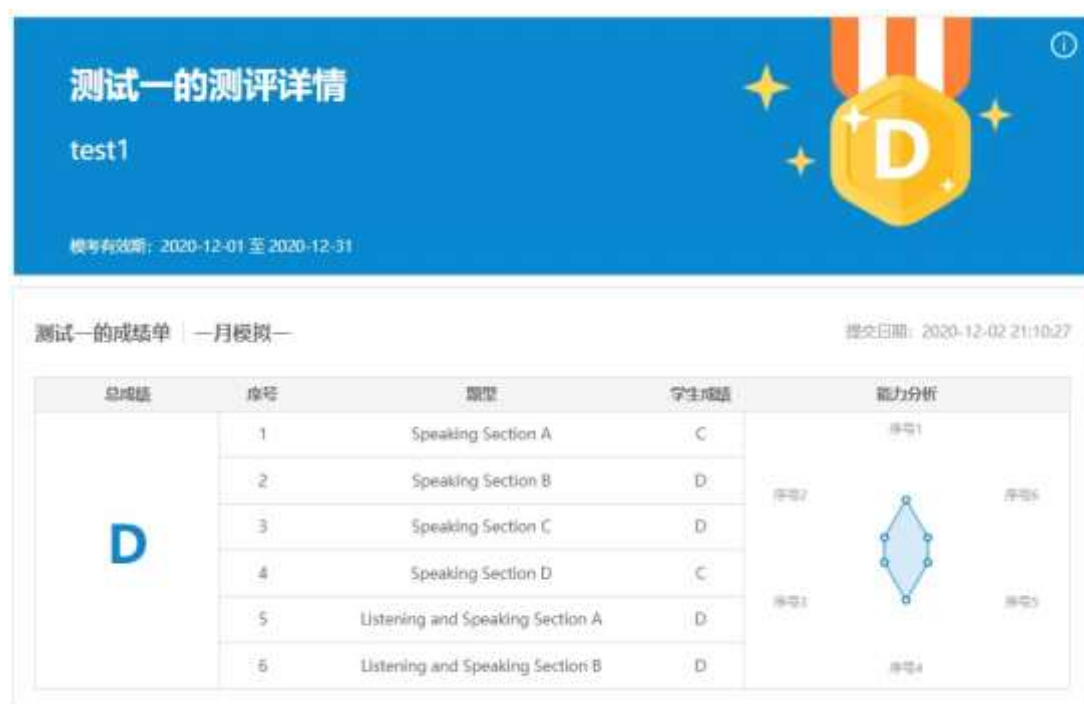 测试一的测评详情
test1
D
模考有效期：2020-12-01 至 2020-12-31
测试一的成绩单 一月模拟一
提交日期：2020-12-02 21:10:27
总成绩 序号 题型 学生成绩 能力分析
D
1 Speaking Section A C
2 Speaking Section B D
3 Speaking Section C D
4 Speaking Section D C
5 Listening and Speaking Section A D
6 Listening and Speaking Section B D
序号1
序号2 序号6
序号3 序号5
序号4